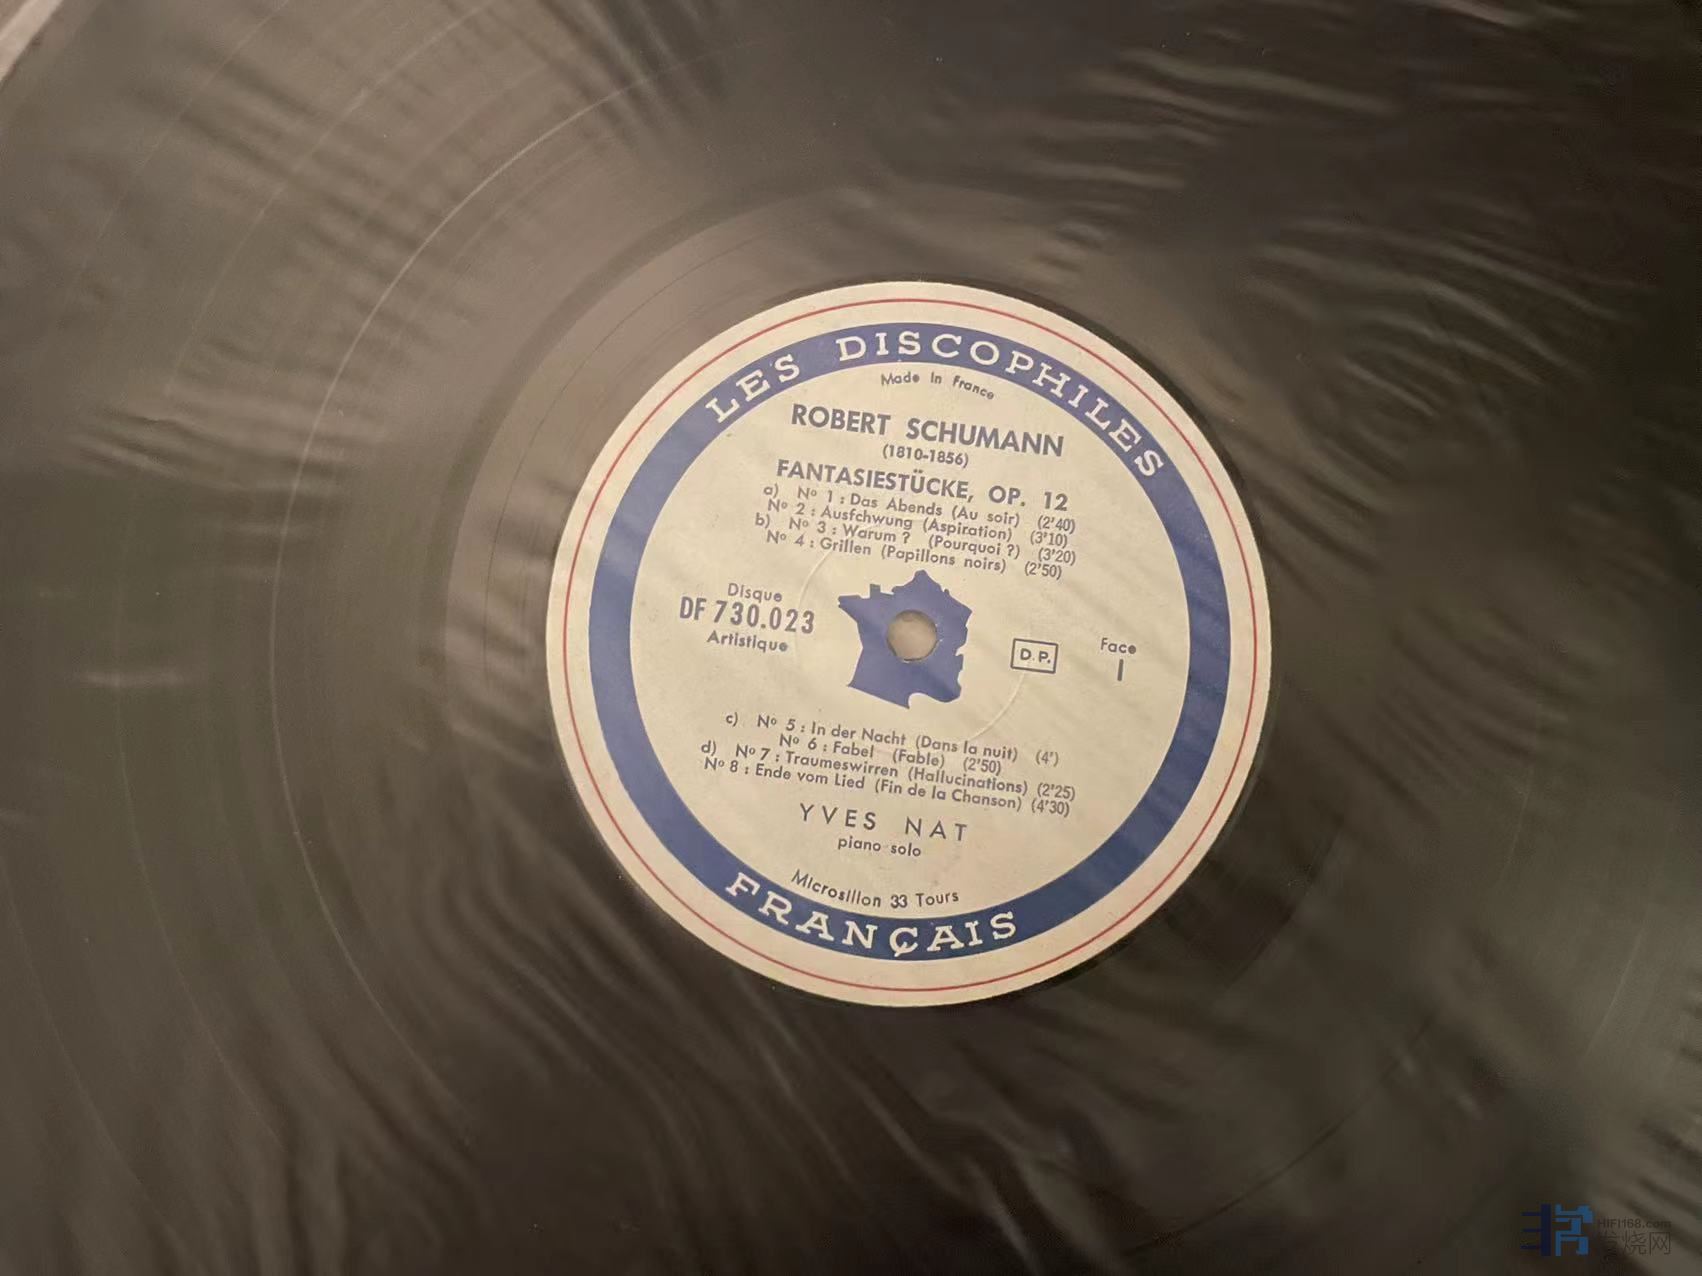 LES DISCOPHILES
Made in France
ROBERT SCHUMANN
(1810-1856)
FANTASIESTÜCKE, OP. 12
a) Nº 1 : Das Abends (Au soir) (2'40)
Nº 2 : Ausfchwung (Aspiration) (3'10)
b) Nº 3 : Warum ? (Pourquoi ?) (3'20)
Nº 4 : Grillen (Papillons noirs) (2'50)
Disque
DF 730.023
Artistique
D.P.
Face
I
c) Nº 5 : In der Nacht (Dans la nuit) (4')
Nº 6 : Fabel (Fable) (2'50)
d) Nº 7 : Traumeswirren (Hallucinations) (2'25)
Nº 8 : Ende vom Lied (Fin de la Chanson) (4'30)
YVES NAT
piano solo
Microsillon 33 Tours
FRANÇAIS
HIFI168.com
发烧网